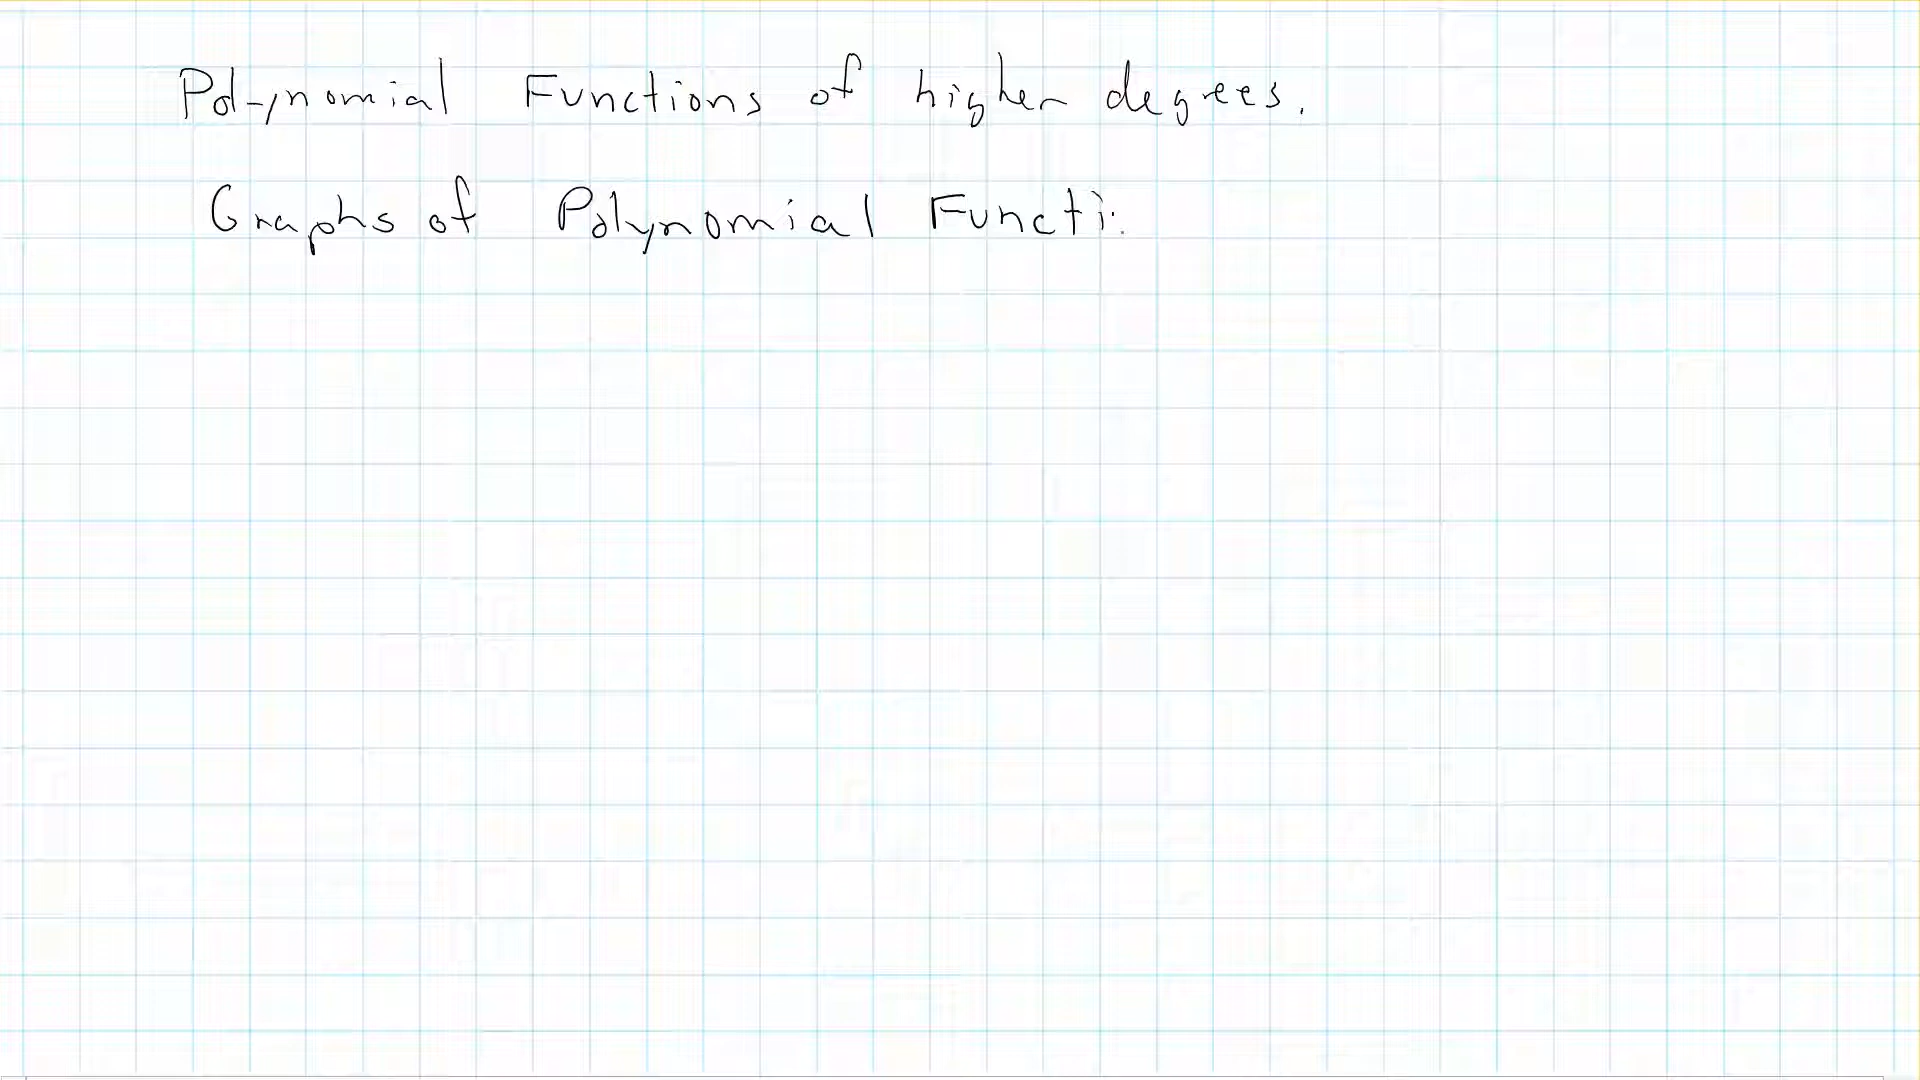 Polynomial Functions of higher degrees.
Graphs of Polynomial Functi